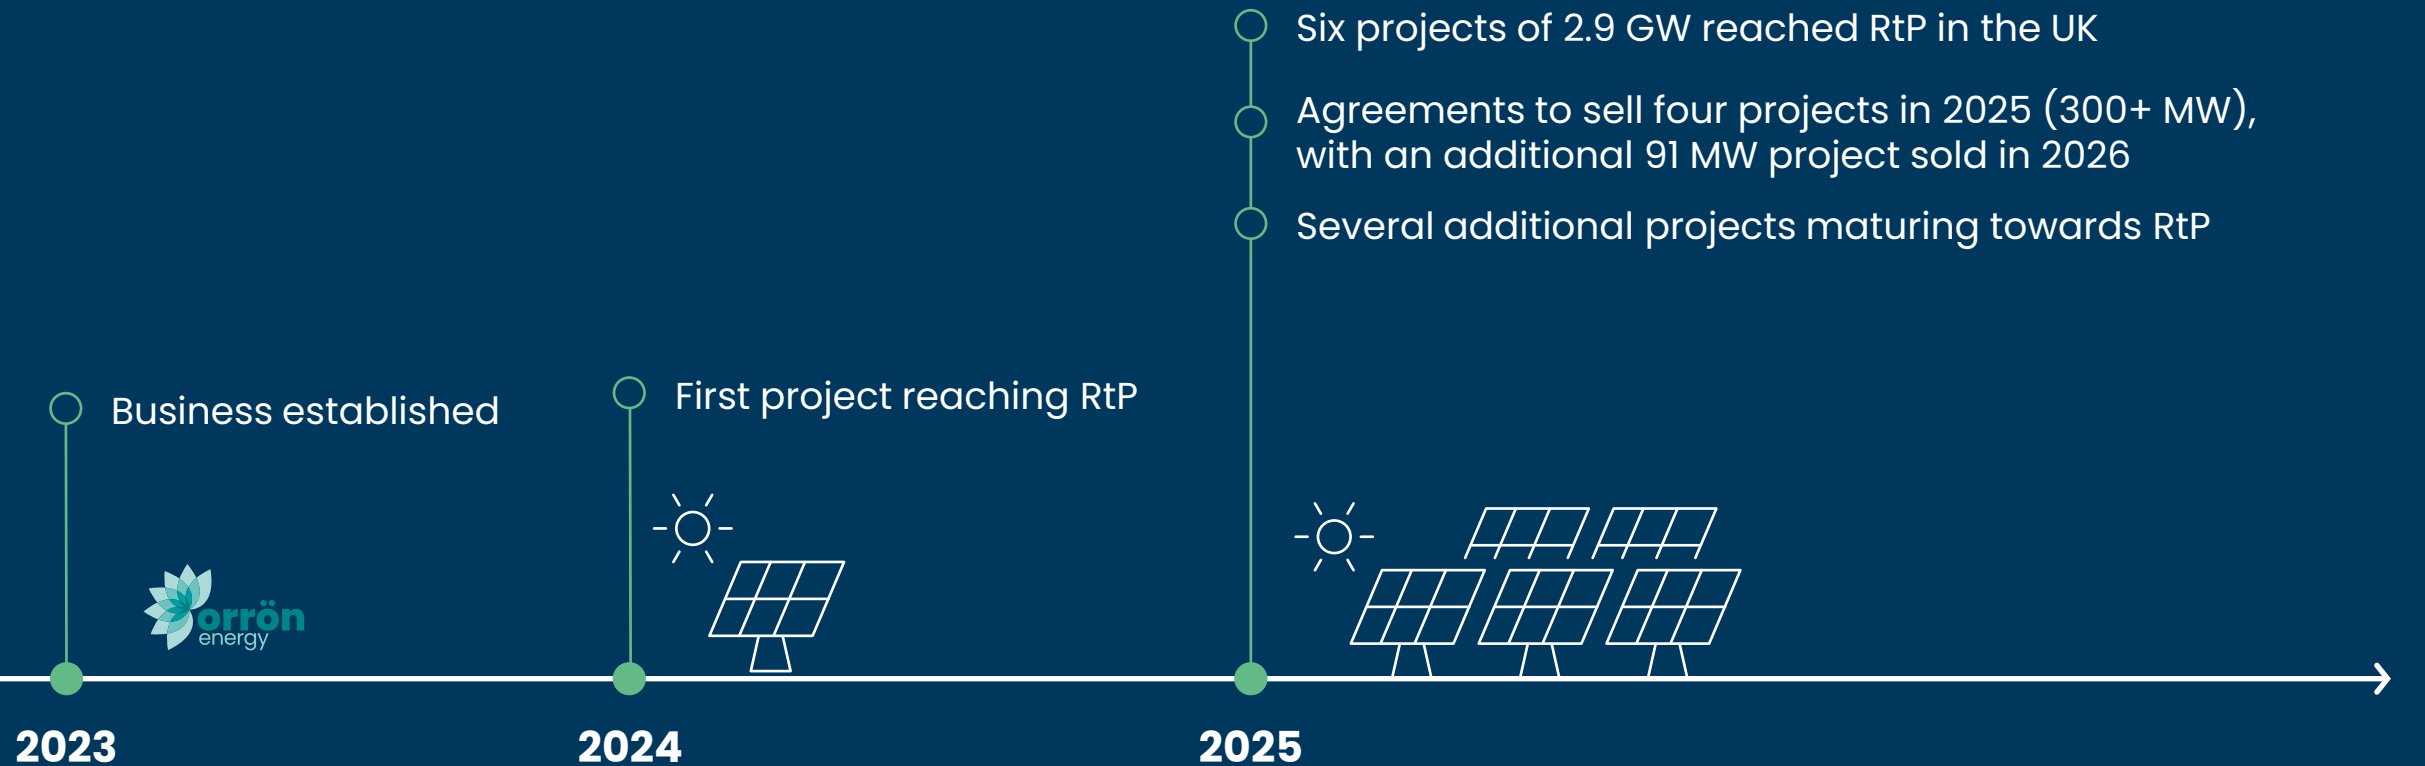 Six projects of 2.9 GW reached RtP in the UK
Agreements to sell four projects in 2025 (300+ MW),
with an additional 91 MW project sold in 2026
Several additional projects maturing towards RtP
Business established
First project reaching RtP
orrön
energy
2023
2024
2025